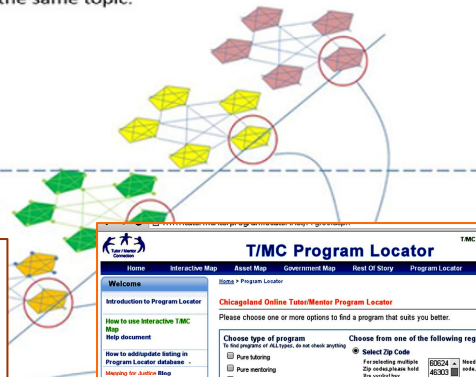 the same topic.
T/MC
Tutor / Mentor
Connection
T/MC Program Locator
Home Interactive Map Asset Map Government Map Rest Of Story Program Locator
Welcome
Home > Program Locator
Introduction to Program Locator
Chicagoland Online Tutor/Mentor Program Locator
Please choose one or more options to find a program that suits you better.
How to use Interactive T/MC
Map
Help document
Choose type of program
To find programs of ALL types, do not check anything
Pure tutoring
Pure mentoring
Choose from one of the following reg
Select Zip Code
For selecting multiple
Zip codes, please hold
60624
46303
Need
code
How to add/update listing in
Program Locator database -
Mapping for Justice Blog